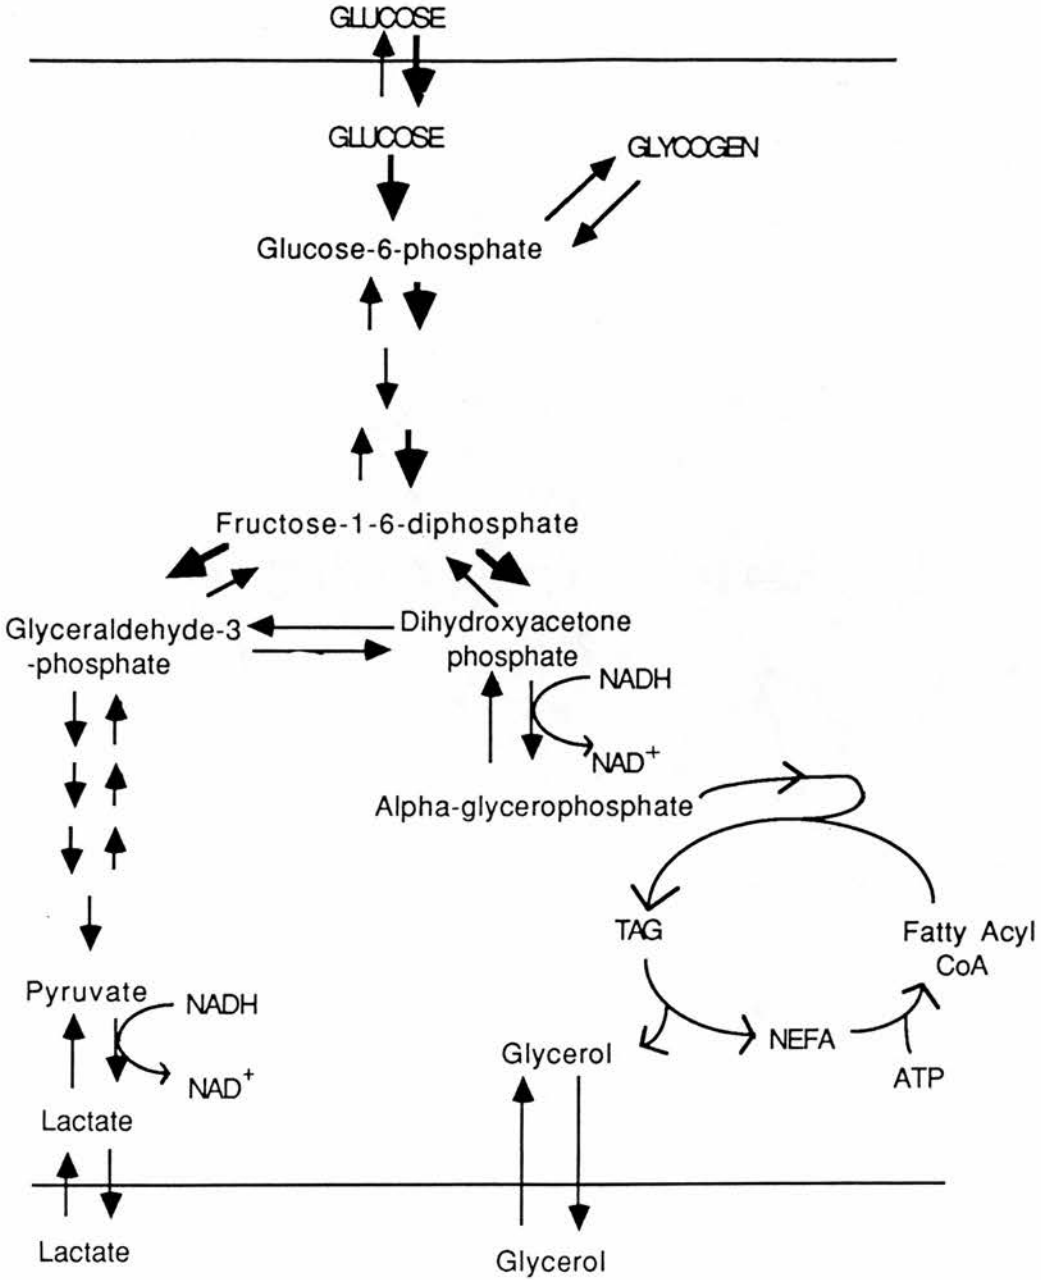 GLUCOSE
GLUCOSE
GLYCOGEN
Glucose-6-phosphate
Fructose-1-6-diphosphate
Glyceraldehyde-3
-phosphate
Dihydroxyacetone
phosphate
NADH
NAD+
Alpha-glycerophosphate
TAG
Fatty Acyl
CoA
Pyruvate
NADH
NAD+
Glycerol
NEFA
ATP
Lactate
Lactate
Glycerol